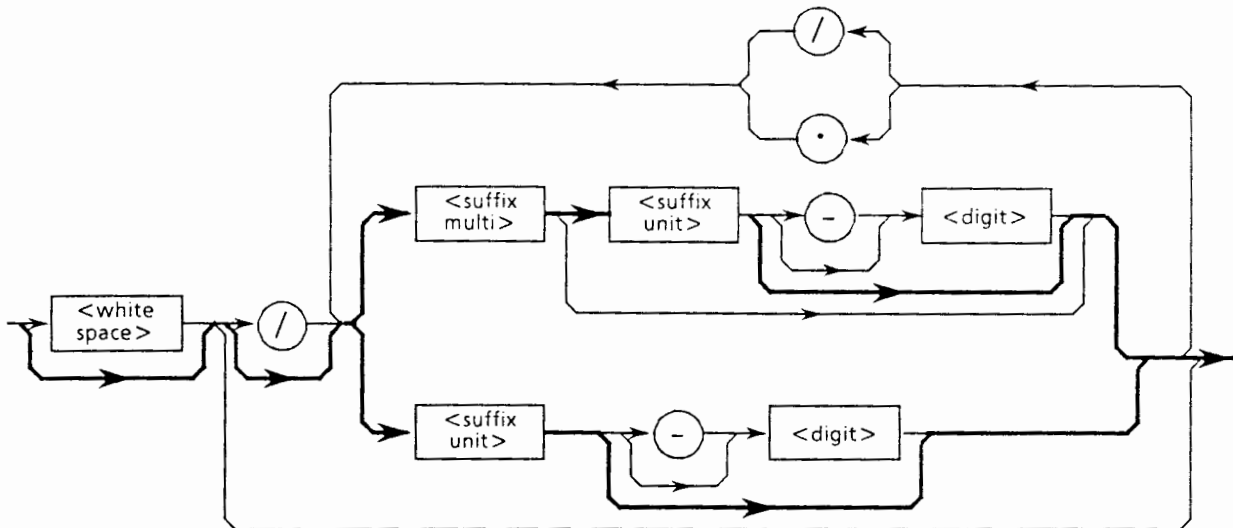 /
·
<suffix
multi>
<suffix
unit>
-
<digit>
<white
space>
/
<suffix
unit>
-
<digit>